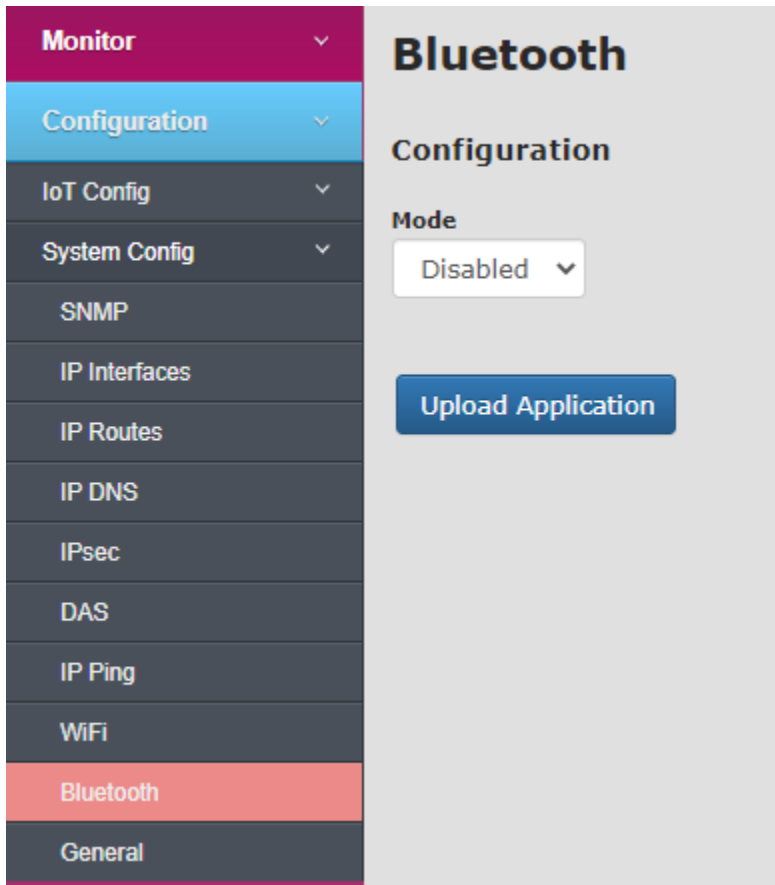 Monitor
Configuration
IoT Config
System Config
SNMP
IP Interfaces
IP Routes
IP DNS
IPsec
DAS
IP Ping
WiFi
Bluetooth
General
Bluetooth
Configuration
Mode
Disabled
Upload Application